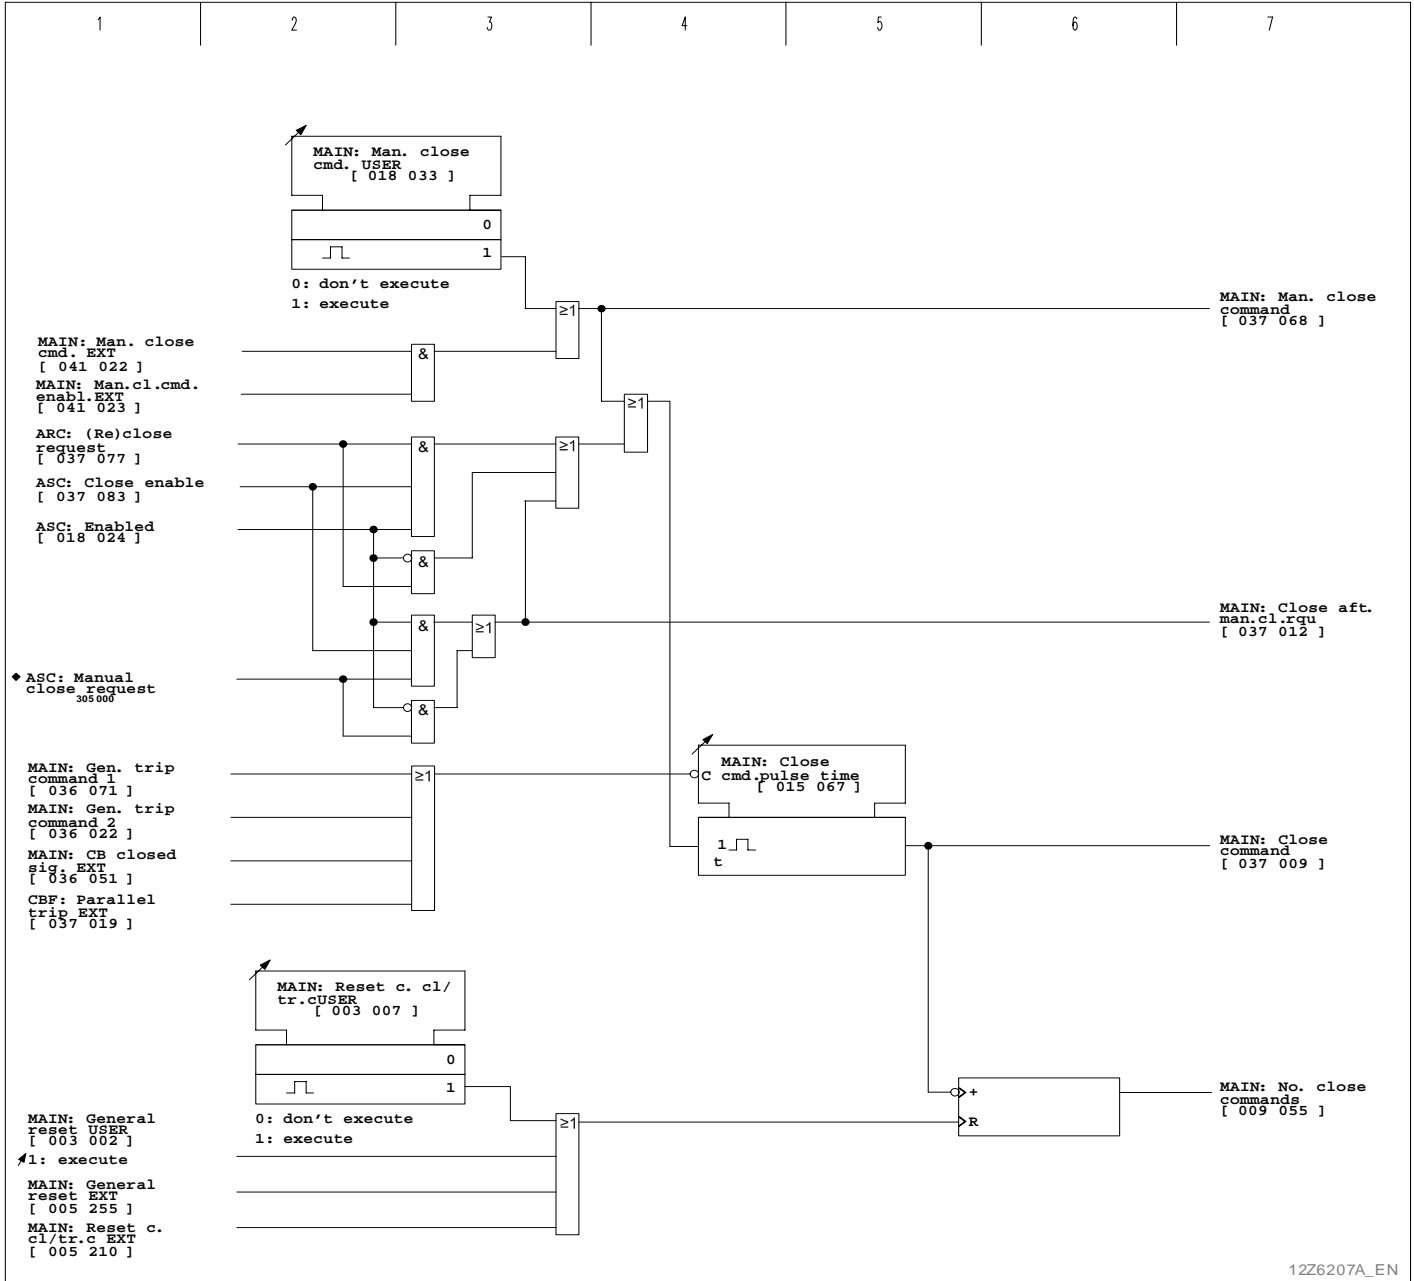 1 2 3 4 5 6 7
MAIN: Man. close
cmd. USER
[ 018 033 ]
0
1
0: don't execute
1: execute
≥1
MAIN: Man. close
command
[ 037 068 ]
MAIN: Man. close
cmd. EXT
[ 041 022 ]
&
MAIN: Man.cl.cmd.
enabl.EXT
[ 041 023 ]
≥1
ARC: (Re)close
request
[ 037 077 ]
&
≥1
ASC: Close enable
[ 037 083 ]
ASC: Enabled
[ 018 024 ]
&
&
≥1
MAIN: Close aft.
man.cl.rqu
[ 037 012 ]
ASC: Manual
close request
305 000
&
MAIN: Gen. trip
command 1
[ 036 071 ]
≥1
MAIN: Close
C cmd.pulse time
[ 015 067 ]
MAIN: Gen. trip
command 2
[ 036 022 ]
1
t
MAIN: Close
command
[ 037 009 ]
MAIN: CB closed
sig. EXT
[ 036 051 ]
CBF: Parallel
trip EXT
[ 037 019 ]
MAIN: Reset c. cl/
tr.cUSER
[ 003 007 ]
0
1
0: don't execute
1: execute
+
R
MAIN: No. close
commands
[ 009 055 ]
MAIN: General
reset USER
[ 003 002 ]
1: execute
≥1
MAIN: General
reset EXT
[ 005 255 ]
MAIN: Reset c.
cl/tr.c EXT
[ 005 210 ]
12Z6207A_EN